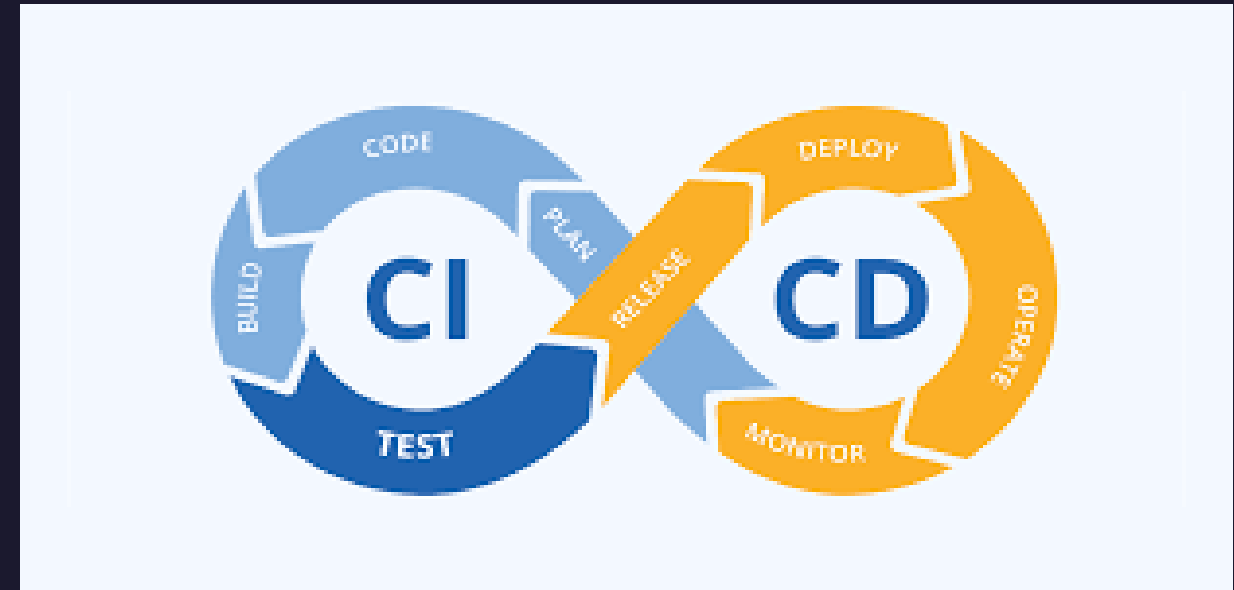 CODE
DEPLOY
PLAN
BUILD
CI
RELEASE
CD
OPERATE
TEST
MONITOR